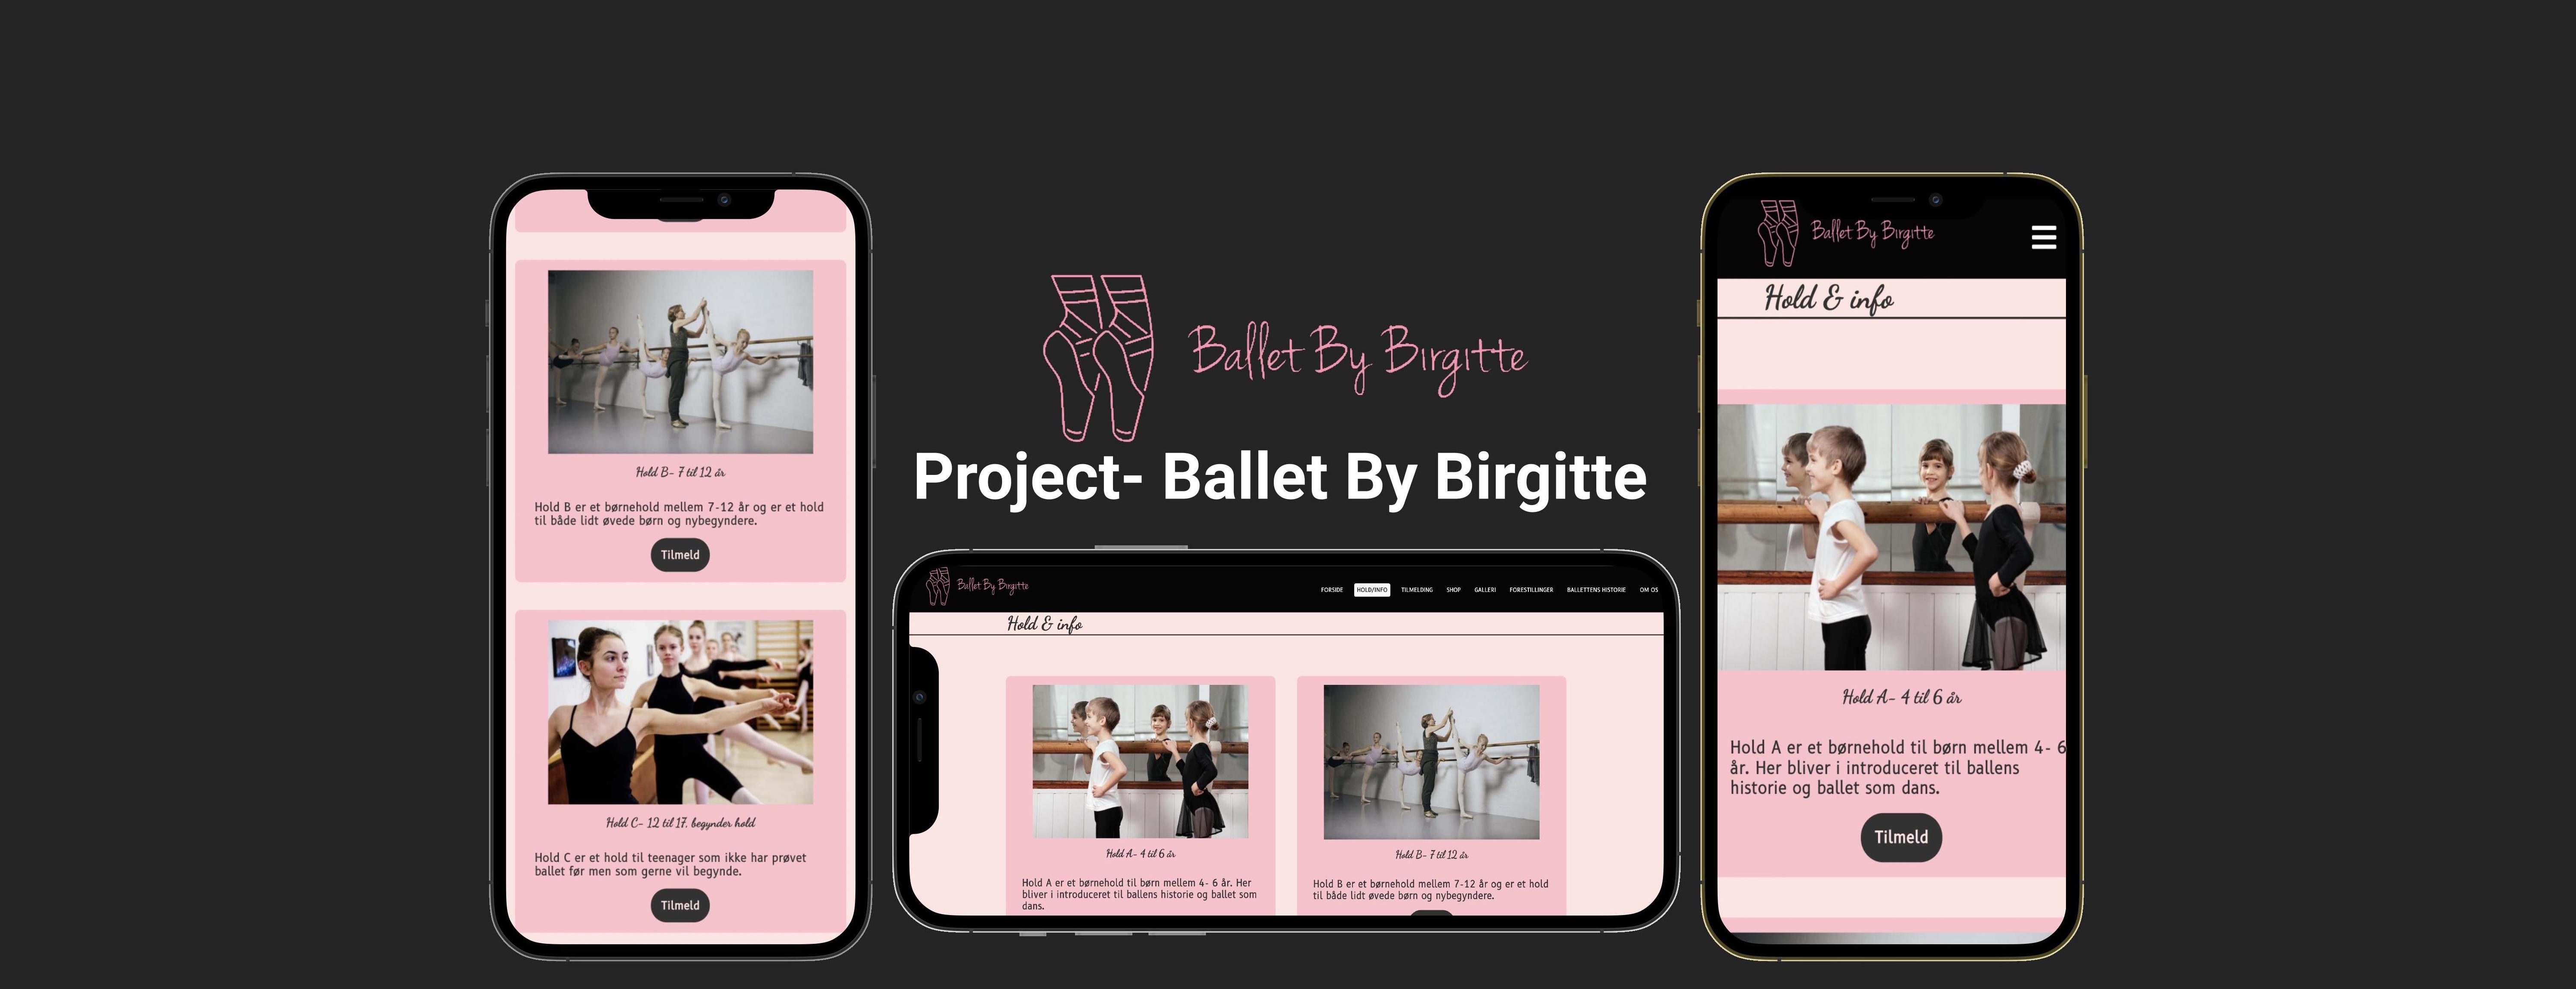 Hold B- 7 til 12 år
Hold B er et børnehold mellem 7-12 år og er et hold
til både lidt øvede børn og nybegyndere.
Tilmeld
Hold C- 12 til 17. begynder hold
Hold C er et hold til teenager som ikke har prøvet
ballet før men som gerne vil begynde.
Tilmeld
Ballet By Birgitte
Project- Ballet By Birgitte
Ballet By Birgitte
FORSIDE HOLD/INFO TILMELDING SHOP GALLERI FORESTILLINGER BALLETTENS HISTORIE OM OS
Hold & info
Hold A- 4 til 6 år
Hold A er et børnehold til børn mellem 4- 6 år. Her
bliver i introduceret til ballens historie og ballet som
dans.
Hold B- 7 til 12 år
Hold B er et børnehold mellem 7-12 år og er et hold
til både lidt øvede børn og nybegyndere.
Ballet By Birgitte
Hold & info
Hold A- 4 til 6 år
Hold A er et børnehold til børn mellem 4- 6
år. Her bliver i introduceret til ballens
historie og ballet som dans.
Tilmeld